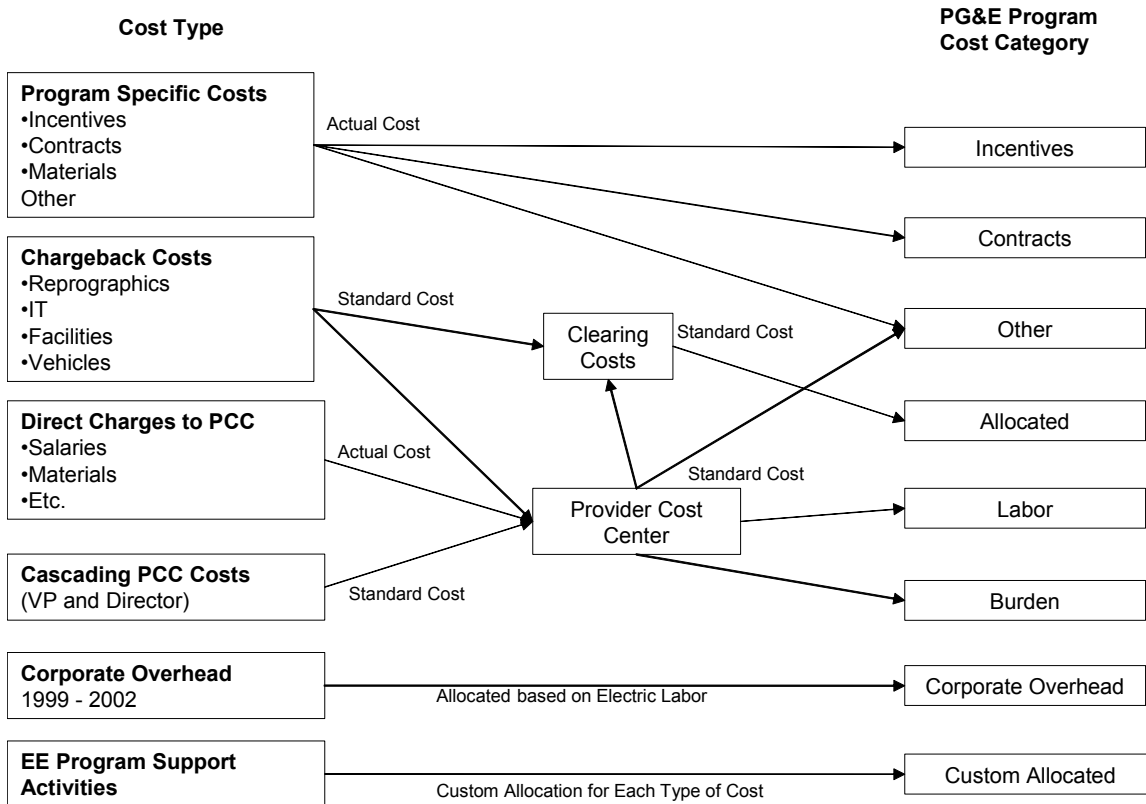 Cost Type
PG&E Program
Cost Category
Program Specific Costs
•Incentives
•Contracts
•Materials
Other
Actual Cost
Incentives
Contracts
Chargeback Costs
•Reprographics
•IT
•Facilities
•Vehicles
Standard Cost
Clearing
Costs
Standard Cost
Other
Allocated
Direct Charges to PCC
•Salaries
•Materials
•Etc.
Actual Cost
Standard Cost
Provider Cost
Center
Labor
Cascading PCC Costs
(VP and Director)
Standard Cost
Burden
Corporate Overhead
1999 - 2002
Allocated based on Electric Labor
Corporate Overhead
EE Program Support
Activities
Custom Allocation for Each Type of Cost
Custom Allocated